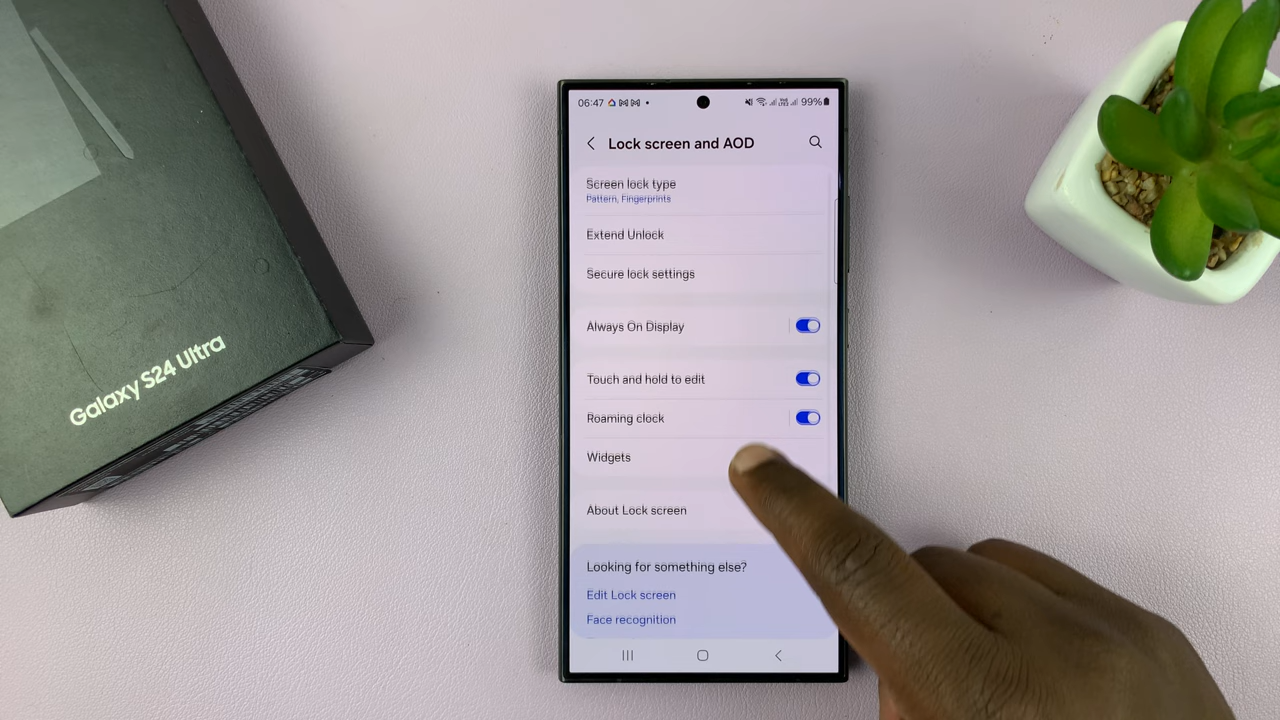 Galaxy S24 Ultra
06:47
99%
Lock screen and AOD
Screen lock type
Pattern, Fingerprints
Extend Unlock
Secure lock settings
Always On Display
Touch and hold to edit
Roaming clock
Widgets
About Lock screen
Looking for something else?
Edit Lock screen
Face recognition